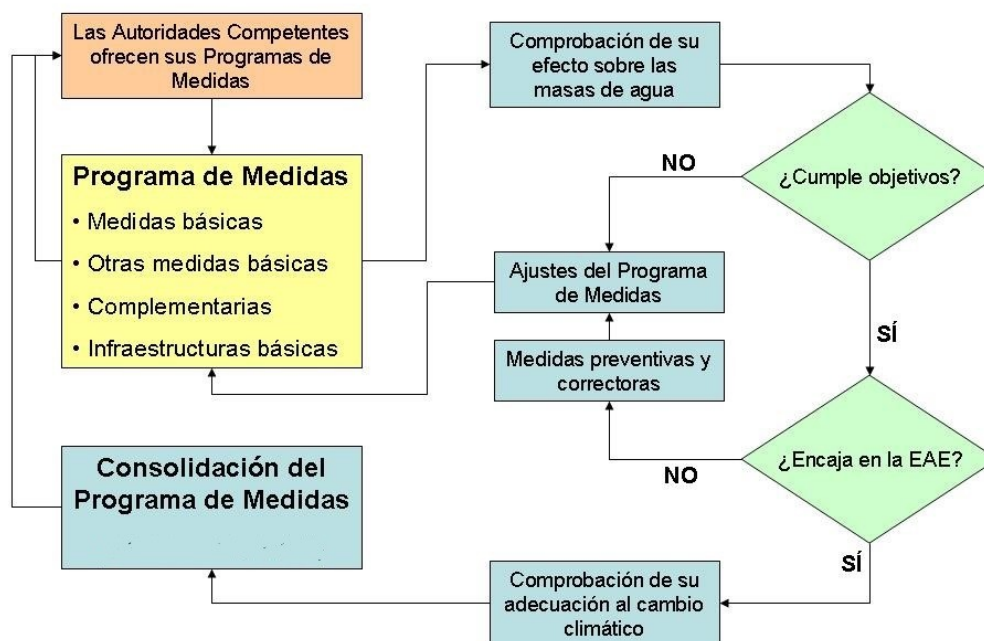 Las Autoridades Competentes
ofrecen sus Programas de
Medidas
Comprobación de su
efecto sobre las
masas de agua
Programa de Medidas
• Medidas básicas
• Otras medidas básicas
• Complementarias
• Infraestructuras básicas
NO
¿Cumple objetivos?
Ajustes del Programa
de Medidas
SÍ
Medidas preventivas y
correctoras
NO
¿Encaja en la EAE?
Consolidación del
Programa de Medidas
SÍ
Comprobación de su
adecuación al cambio
climático